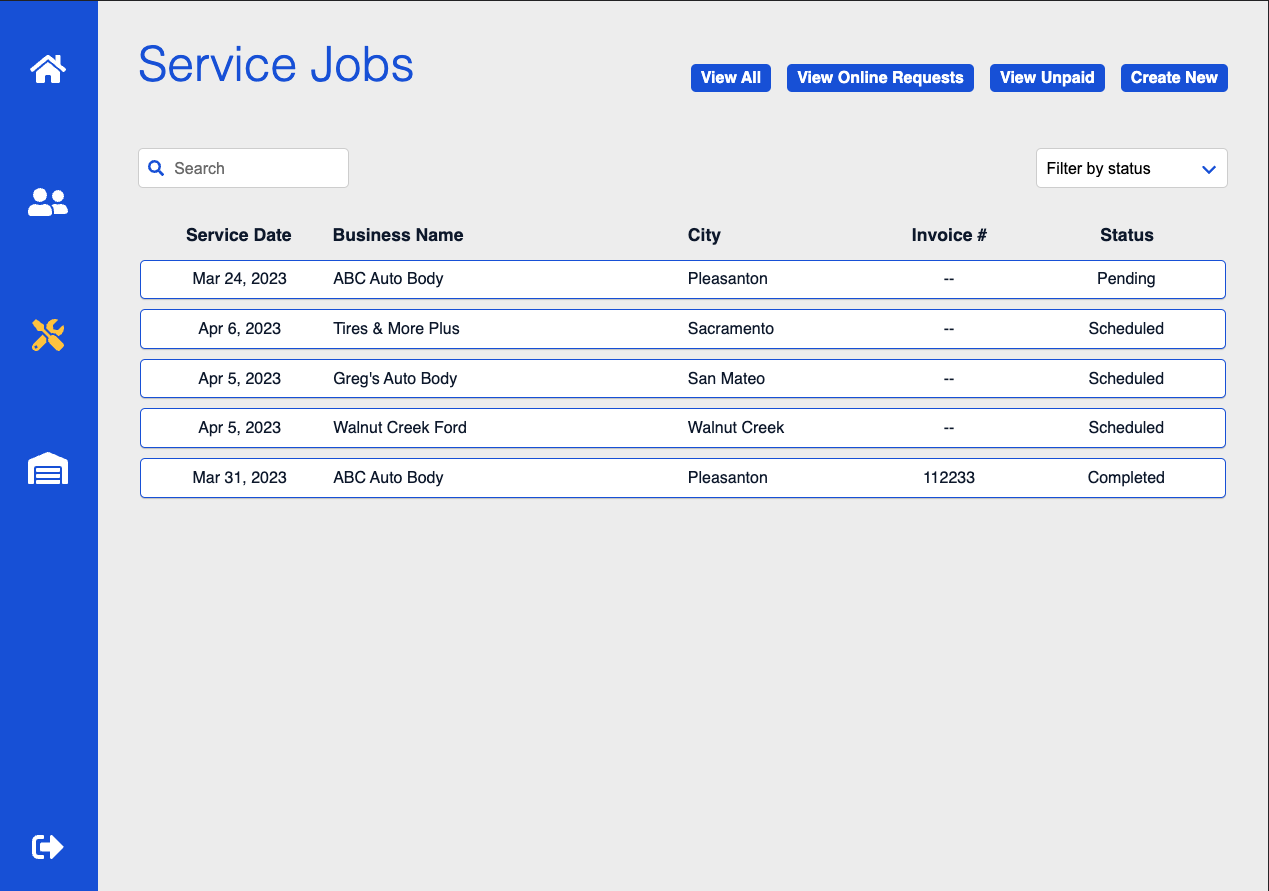 Service Jobs
View All View Online Requests View Unpaid Create New
Search Filter by status
Service Date Business Name City Invoice # Status
Mar 24, 2023 ABC Auto Body Pleasanton -- Pending
Apr 6, 2023 Tires & More Plus Sacramento -- Scheduled
Apr 5, 2023 Greg's Auto Body San Mateo -- Scheduled
Apr 5, 2023 Walnut Creek Ford Walnut Creek -- Scheduled
Mar 31, 2023 ABC Auto Body Pleasanton 112233 Completed